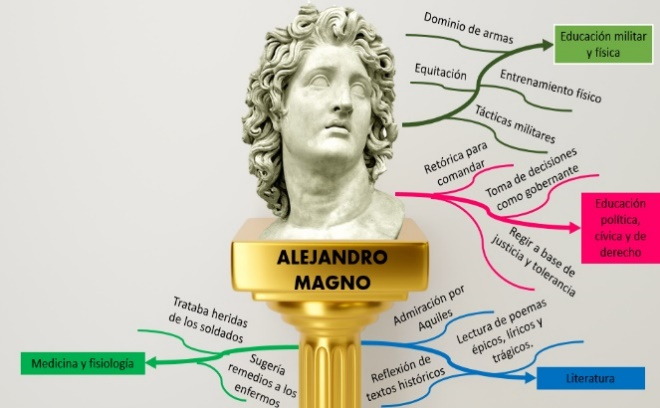 Dominio de armas
Educación militar
y física
Equitación
Entrenamiento físico
Tácticas militares
Retórica para
comandar
Toma de decisiones
como gobernante
Educación
política,
cívica y de
derecho
Regir a base de
justicia y tolerancia
ALEJANDRO
MAGNO
Trataba heridas
de los soldados
Medicina y fisiología
Sugería
remedios a los
enfermos
Admiración por
Aquiles
Lectura de poemas
épicos, líricos y
trágicos.
Reflexión de
textos históricos
Literatura